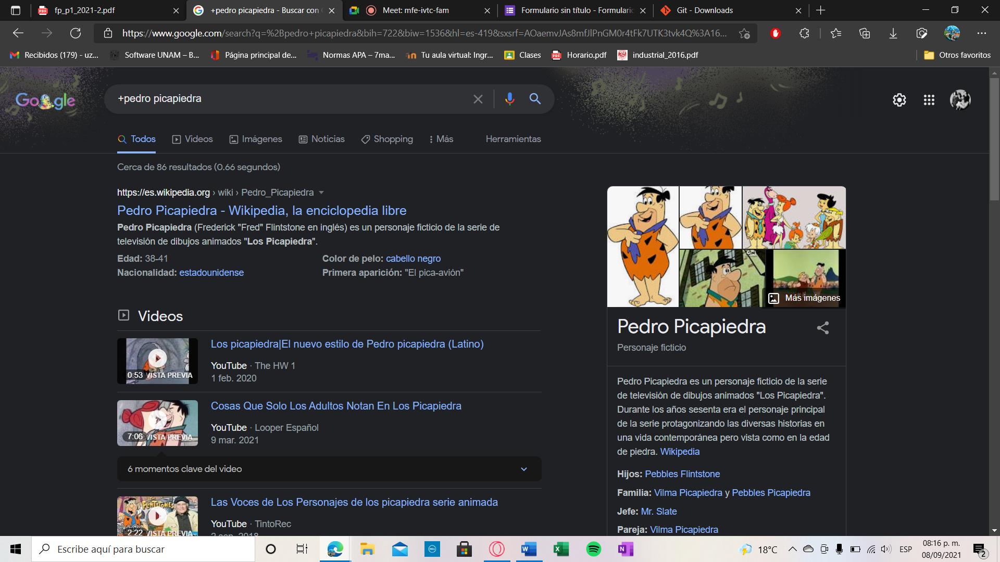 fp_p1_2021-2.pdf
+pedro picapiedra - Buscar con
Meet: mfe-ivtc-fam
Formulario sin título - Formulario
Git - Downloads
https://www.google.com/search?q=%2Bpedro+picapiedra&bih=722&biw=1536&hl=es-419&sxsrf=AOaemvJAs8mfJlPnGM0r4tFk7UTK3tvk4Q%3A16...
Recibidos (179) - uz...
Software UNAM – B...
Página principal de...
Normas APA – 7ma...
Tu aula virtual: Ingr...
Clases
Horario.pdf
industrial_2016.pdf
Otros favoritos
Google
+pedro picapiedra
Todos
Videos
Imágenes
Noticias
Shopping
Más
Herramientas
Cerca de 86 resultados (0.66 segundos)
https://es.wikipedia.org › wiki › Pedro_Picapiedra
Pedro Picapiedra - Wikipedia, la enciclopedia libre
Pedro Picapiedra (Frederick "Fred" Flintstone en inglés) es un personaje ficticio de la serie de
televisión de dibujos animados "Los Picapiedra".
Edad: 38-41
Color de pelo: cabello negro
Nacionalidad: estadounidense
Primera aparición: "El pica-avión"
Videos
Los picapiedra|El nuevo estilo de Pedro picapiedra (Latino)
YouTube · The HW 1
1 feb. 2020
0:53 VISTA PREVIA
Cosas Que Solo Los Adultos Notan En Los Picapiedra
YouTube · Looper Español
9 mar. 2021
7:06 VISTA PREVIA
6 momentos clave del video
Las Voces de Los Personajes de los picapiedra serie animada
YouTube · TintoRec
THE FLINTSTONES
2:22 VISTA PREVIA
CN
Más imágenes
Pedro Picapiedra
Personaje ficticio
Pedro Picapiedra es un personaje ficticio de la serie
de televisión de dibujos animados "Los Picapiedra".
Durante los años sesenta era el personaje principal
de la serie protagonizando las diversas historias en
una vida contemporánea pero vista como en la edad
de piedra. Wikipedia
Hijos: Pebbles Flintstone
Familia: Vilma Picapiedra y Pebbles Picapiedra
Jefe: Mr. Slate
Pareja: Vilma Picapiedra
Escribe aquí para buscar
18°C
ESP
08:16 p. m.
08/09/2021
2